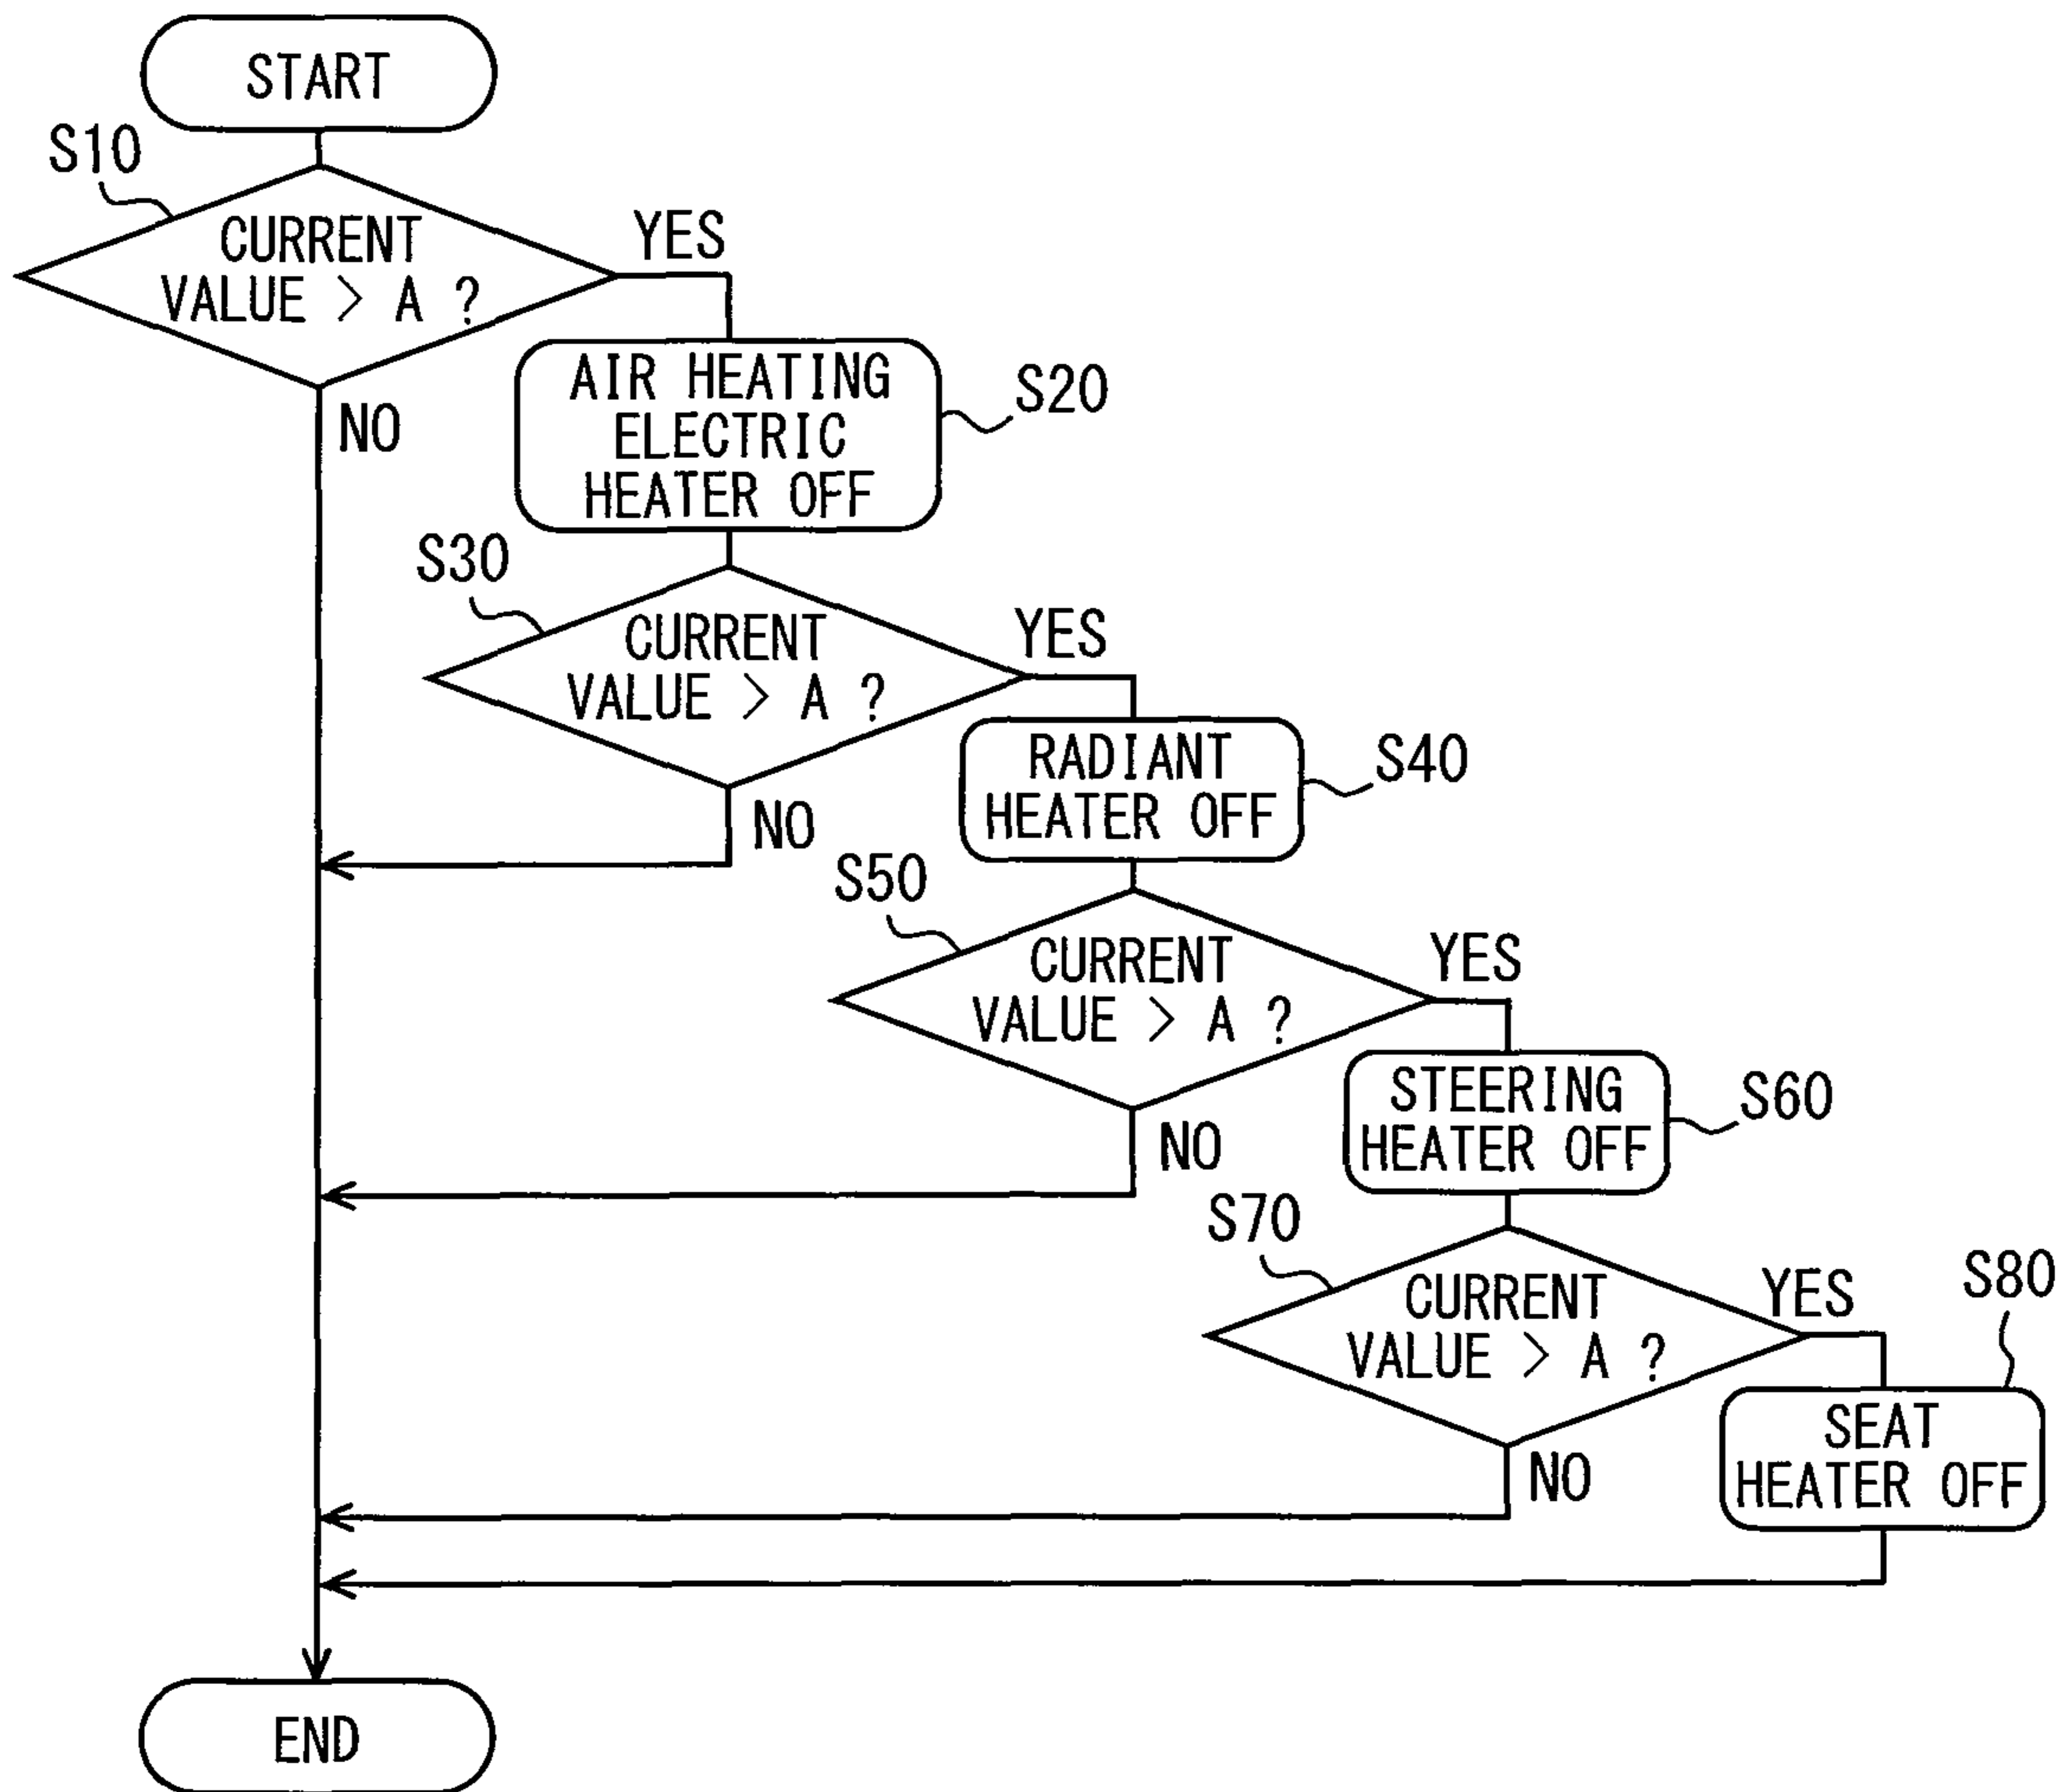 START
S10
CURRENT
VALUE > A ?
YES
NO
AIR HEATING
ELECTRIC
HEATER OFF
S20
S30
CURRENT
VALUE > A ?
YES
NO
RADIANT
HEATER OFF
S40
S50
CURRENT
VALUE > A ?
YES
NO
STEERING
HEATER OFF
S60
S70
CURRENT
VALUE > A ?
YES
NO
S80
SEAT
HEATER OFF
END